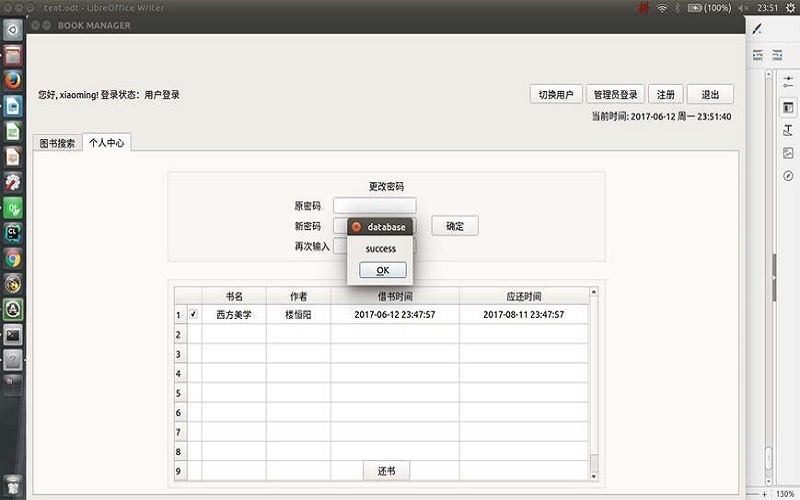 teat.odt - LibreOffice Writer
(100%)
23:51
BOOK MANAGER
您好, xiaoming! 登录状态: 用户登录
切换用户
管理员登录
注册
退出
当前时间: 2017-06-12 周一 23:51:40
图书搜索
个人中心
更改密码
原密码
新密码
再次输入
确定
database
success
OK
书名 作者 借书时间 应还时间
1 西方美学 楼恒阳 2017-06-12 23:47:57 2017-08-11 23:47:57
2
3
4
5
6
7
8
9
还书
130%